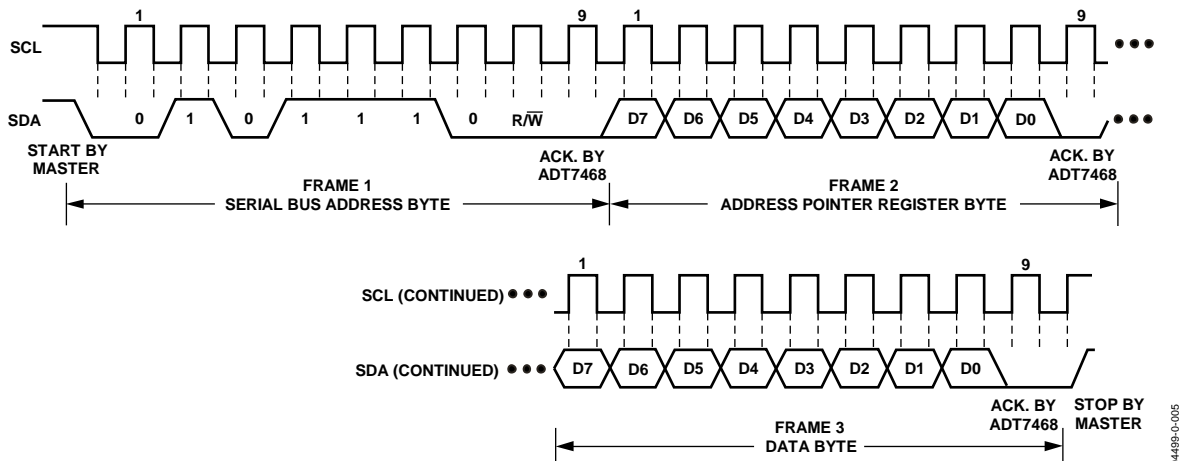 1 9 1 9
SCL
SDA 0 1 0 1 1 1 0 R/W̅ D7 D6 D5 D4 D3 D2 D1 D0
START BY
MASTER
ACK. BY
ADT7468
ACK. BY
ADT7468
FRAME 1
SERIAL BUS ADDRESS BYTE
FRAME 2
ADDRESS POINTER REGISTER BYTE
1 9
SCL (CONTINUED)
SDA (CONTINUED) D7 D6 D5 D4 D3 D2 D1 D0
ACK. BY
ADT7468
STOP BY
MASTER
FRAME 3
DATA BYTE
04499-0-005